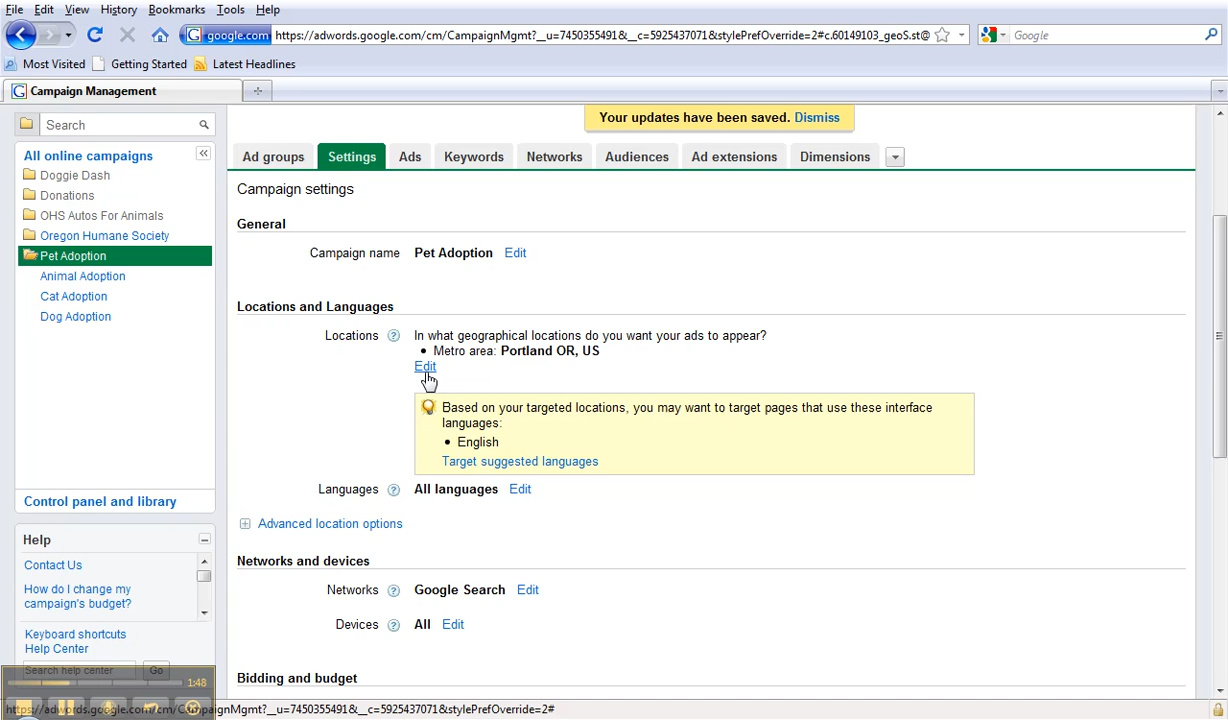 File Edit View History Bookmarks Tools Help
google.com https://adwords.google.com/cm/CampaignMgmt?__u=7450355491&__c=5925437071&stylePrefOverride=2#c.60149103_geoS.st@ Google
Most Visited Getting Started Latest Headlines
Campaign Management
Search
All online campaigns
Doggie Dash
Donations
OHS Autos For Animals
Oregon Humane Society
Pet Adoption
Animal Adoption
Cat Adoption
Dog Adoption
Control panel and library
Help
Contact Us
How do I change my
campaign's budget?
Keyboard shortcuts
Help Center
Search help center Go
1:48
Your updates have been saved. Dismiss
Ad groups Settings Ads Keywords Networks Audiences Ad extensions Dimensions
Campaign settings
General
Campaign name Pet Adoption Edit
Locations and Languages
Locations ? In what geographical locations do you want your ads to appear?
• Metro area: Portland OR, US
Edit
Based on your targeted locations, you may want to target pages that use these interface
languages:
• English
Target suggested languages
Languages ? All languages Edit
Advanced location options
Networks and devices
Networks ? Google Search Edit
Devices ? All Edit
Bidding and budget
https://adwords.google.com/cm/CampaignMgmt?__u=7450355491&__c=5925437071&stylePrefOverride=2#